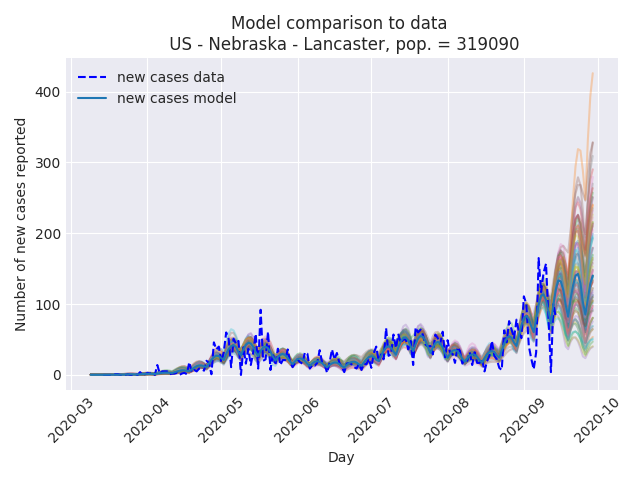 Model comparison to data
US - Nebraska - Lancaster, pop. = 319090
new cases data
new cases model
Number of new cases reported
400
300
200
100
0
2020-03
2020-04
2020-05
2020-06
2020-07
2020-08
2020-09
2020-10
Day